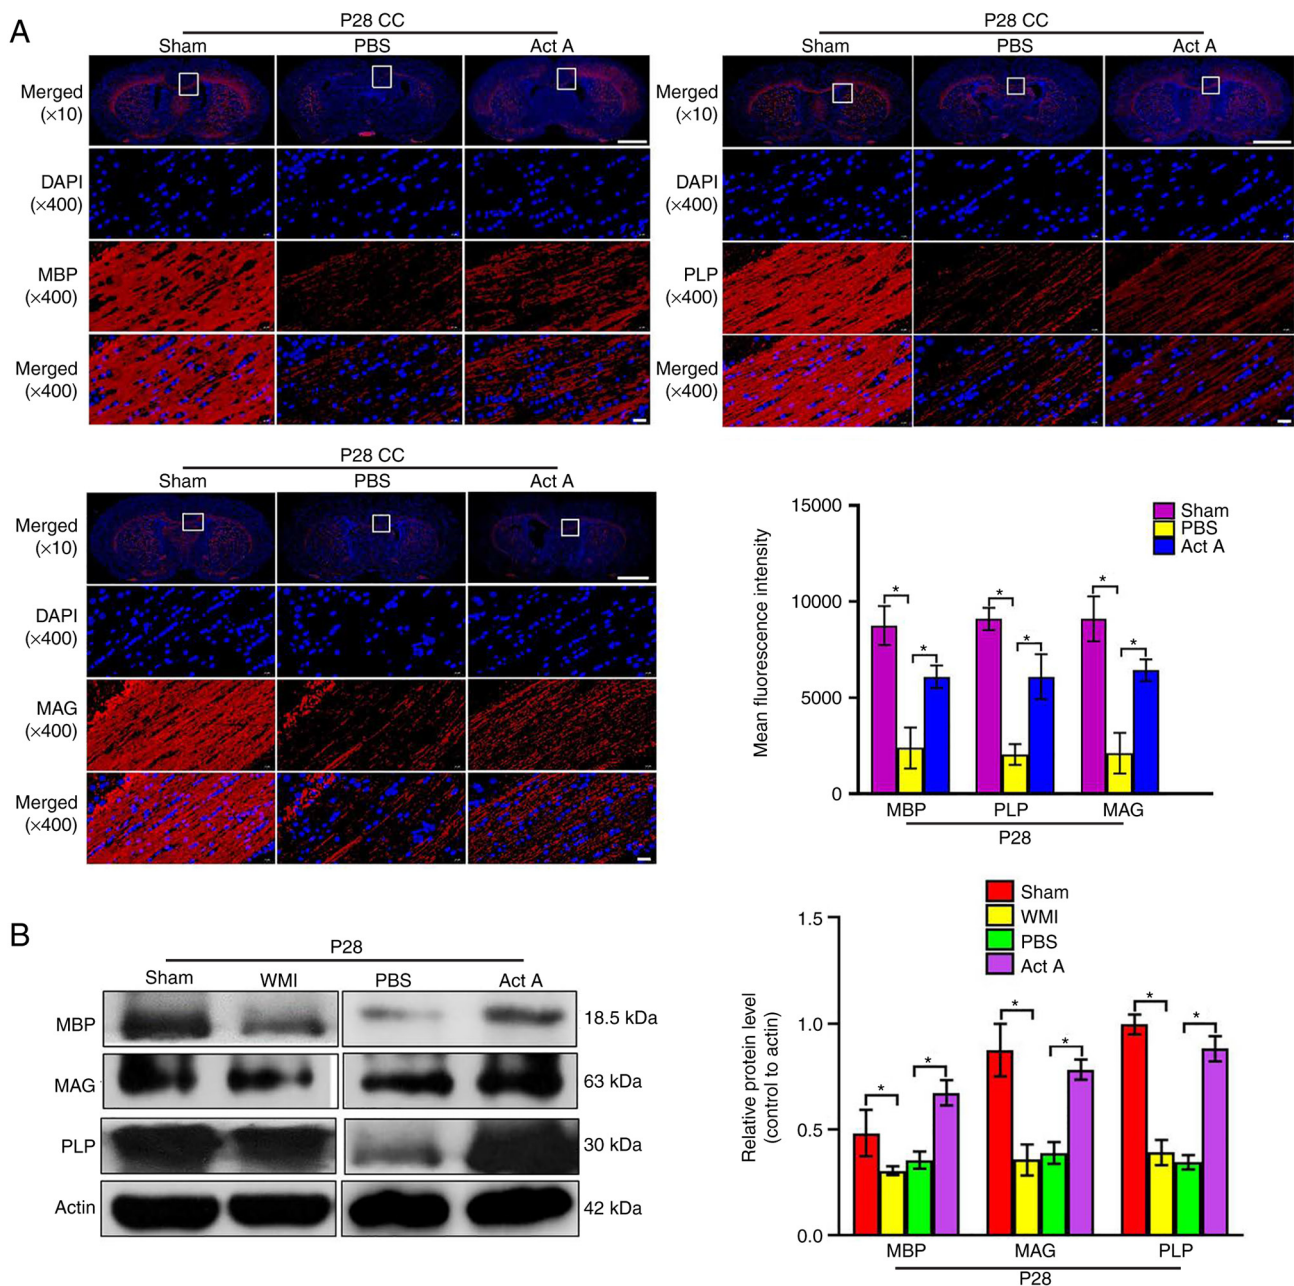 A
P28 CC
Sham PBS Act A
Merged
(×10)
DAPI
(×400)
MBP
(×400)
Merged
(×400)
P28 CC
Sham PBS Act A
Merged
(×10)
DAPI
(×400)
PLP
(×400)
Merged
(×400)
P28 CC
Sham PBS Act A
Merged
(×10)
DAPI
(×400)
MAG
(×400)
Merged
(×400)
Mean fluorescence intensity
15000
10000
5000
0
Sham
PBS
Act A
* * * * * *
MBP PLP MAG
P28
B
P28
Sham WMI PBS Act A
MBP 18.5 kDa
MAG 63 kDa
PLP 30 kDa
Actin 42 kDa
Sham
WMI
PBS
Act A
Relative protein level
(control to actin)
1.5
1.0
0.5
0.0
* * * * * *
MBP MAG PLP
P28